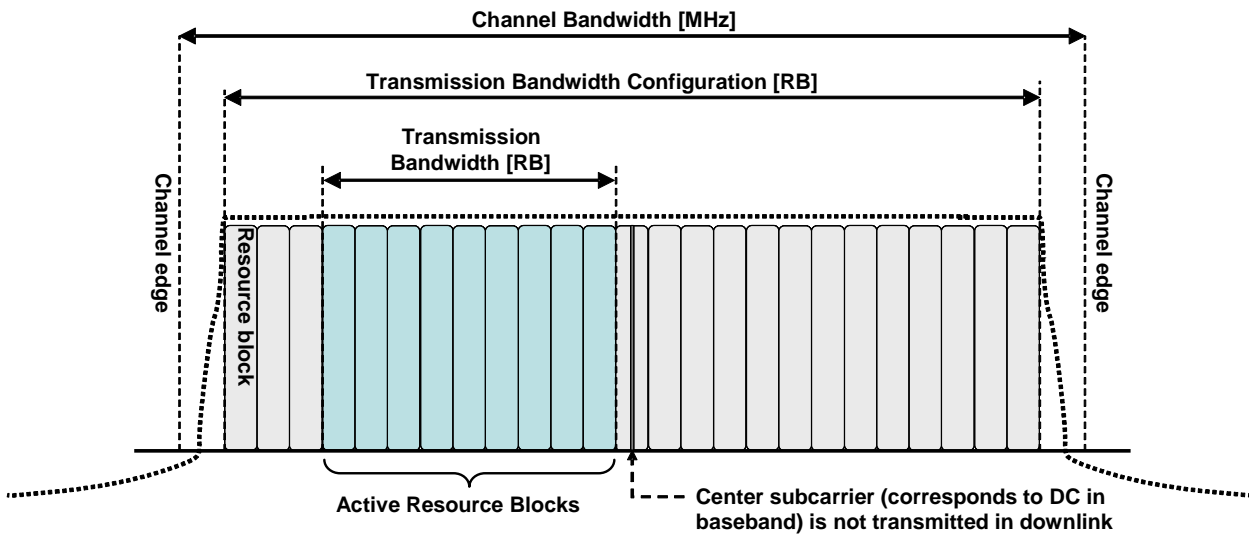 Channel Bandwidth [MHz]
Transmission Bandwidth Configuration [RB]
Transmission
Bandwidth [RB]
Channel edge
Resource block
Channel edge
Active Resource Blocks
Center subcarrier (corresponds to DC in
baseband) is not transmitted in downlink